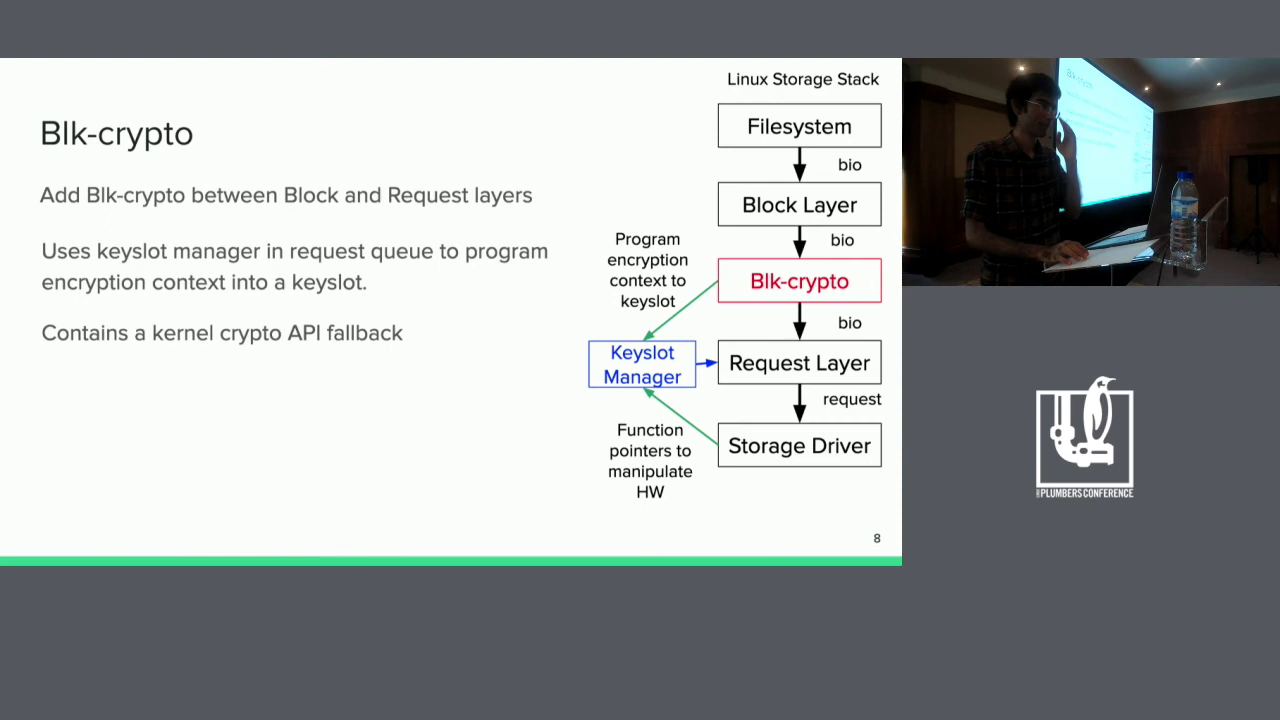 Linux Storage Stack
Blk-crypto
Add Blk-crypto between Block and Request layers
Uses keyslot manager in request queue to program
encryption context into a keyslot.
Contains a kernel crypto API fallback
Filesystem
bio
Block Layer
bio
Program
encryption
context to
keyslot
Blk-crypto
bio
Keyslot
Manager
Request Layer
request
Function
pointers to
manipulate
HW
Storage Driver
8
PLUMBERS CONFERENCE